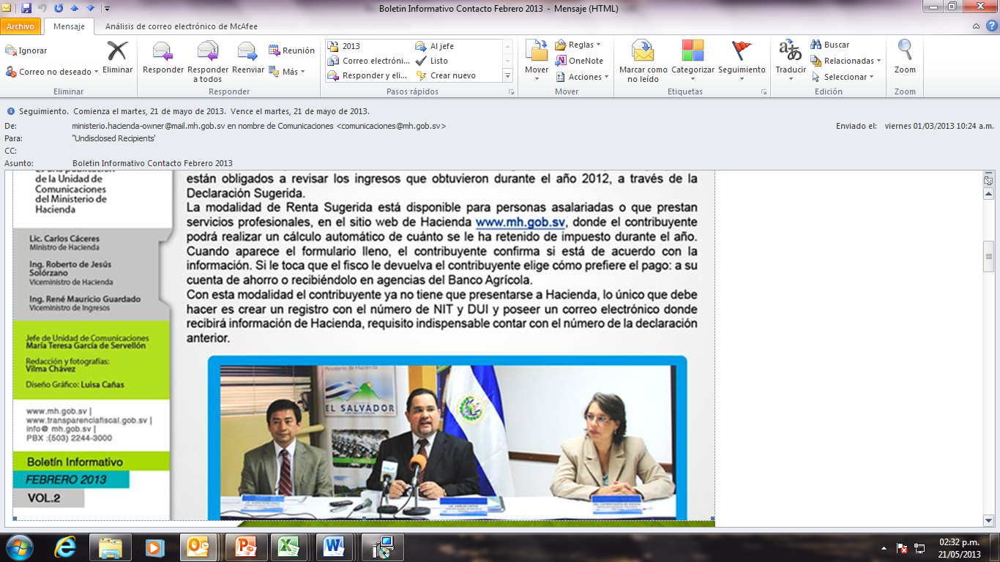 Boletin Informativo Contacto Febrero 2013 - Mensaje (HTML)
Archivo
Mensaje
Análisis de correo electrónico de McAfee
Ignorar
Correo no deseado
Eliminar
Eliminar
Responder
Responder a todos
Reenviar
Reunión
Más
Responder
2013
Correo electróni...
Responder y eli...
Al jefe
Listo
Crear nuevo
Pasos rápidos
Mover
Reglas
OneNote
Acciones
Mover
Marcar como no leído
Categorizar
Seguimiento
Etiquetas
Traducir
Buscar
Relacionadas
Seleccionar
Edición
Zoom
Zoom
Seguimiento. Comienza el martes, 21 de mayo de 2013. Vence el martes, 21 de mayo de 2013.
De: ministerio.hacienda-owner@mail.mh.gob.sv en nombre de Comunicaciones <comunicaciones@mh.gob.sv>
Enviado el: viernes 01/03/2013 10:24 a.m.
Para: "Undisclosed Recipients'
CC:
Asunto: Boletin Informativo Contacto Febrero 2013
Es una publicación
de la Unidad de
Comunicaciones
del Ministerio de
Hacienda
Lic. Carlos Cáceres
Ministro de Hacienda
Ing. Roberto de Jesús
Solórzano
Viceministro de Hacienda
Ing. René Mauricio Guardado
Viceministro de Ingresos
Jefe de Unidad de Comunicaciones
María Teresa García de Servellón
Redacción y fotografías:
Vilma Chávez
Diseño Gráfico: Luisa Cañas
www.mh.gob.sv |
www.transparenciafiscal.gob.sv |
info@ mh.gob.sv |
PBX :(503) 2244-3000
Boletín Informativo
FEBRERO 2013
VOL.2
están obligados a revisar los ingresos que obtuvieron durante el año 2012, a través de la
Declaración Sugerida.
La modalidad de Renta Sugerida está disponible para personas asalariadas o que prestan
servicios profesionales, en el sitio web de Hacienda www.mh.gob.sv, donde el contribuyente
podrá realizar un cálculo automático de cuánto se le ha retenido de impuesto durante el año.
Cuando aparece el formulario lleno, el contribuyente confirma si está de acuerdo con la
información. Si le toca que el fisco le devuelva el contribuyente elige cómo prefiere el pago: a su
cuenta de ahorro o recibiéndolo en agencias del Banco Agrícola.
Con esta modalidad el contribuyente ya no tiene que presentarse a Hacienda, lo único que debe
hacer es crear un registro con el número de NIT y DUI y poseer un correo electrónico donde
recibirá información de Hacienda, requisito indispensable contar con el número de la declaración
anterior.
Ministerio de Hacienda
EL SALVADOR
02:32 p.m.
21/05/2013